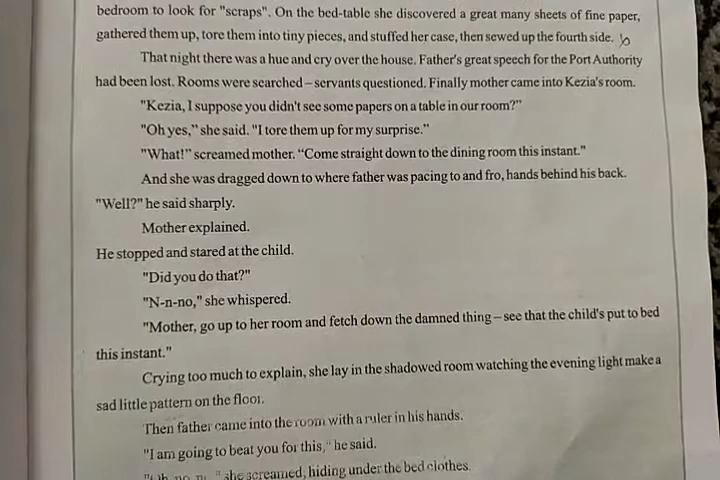 bedroom to look for "scraps". On the bed-table she discovered a great many sheets of fine paper,
gathered them up, tore them into tiny pieces, and stuffed her case, then sewed up the fourth side.
That night there was a hue and cry over the house. Father's great speech for the Port Authority
had been lost. Rooms were searched – servants questioned. Finally mother came into Kezia's room.
"Kezia, I suppose you didn't see some papers on a table in our room?"
"Oh yes," she said. "I tore them up for my surprise."
"What!" screamed mother. "Come straight down to the dining room this instant."
And she was dragged down to where father was pacing to and fro, hands behind his back.
"Well?" he said sharply.
Mother explained.
He stopped and stared at the child.
"Did you do that?"
"N-n-no," she whispered.
"Mother, go up to her room and fetch down the damned thing – see that the child's put to bed
this instant."
Crying too much to explain, she lay in the shadowed room watching the evening light make a
sad little pattern on the floor.
Then father came into the room with a ruler in his hands.
"I am going to beat you for this," he said.
she screamed, hiding under the bed clothes.